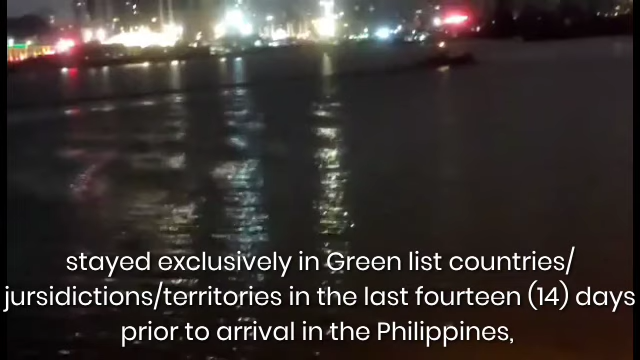 stayed exclusively in Green list countries/
jursidictions/territories in the last fourteen (14) days
prior to arrival in the Philippines,